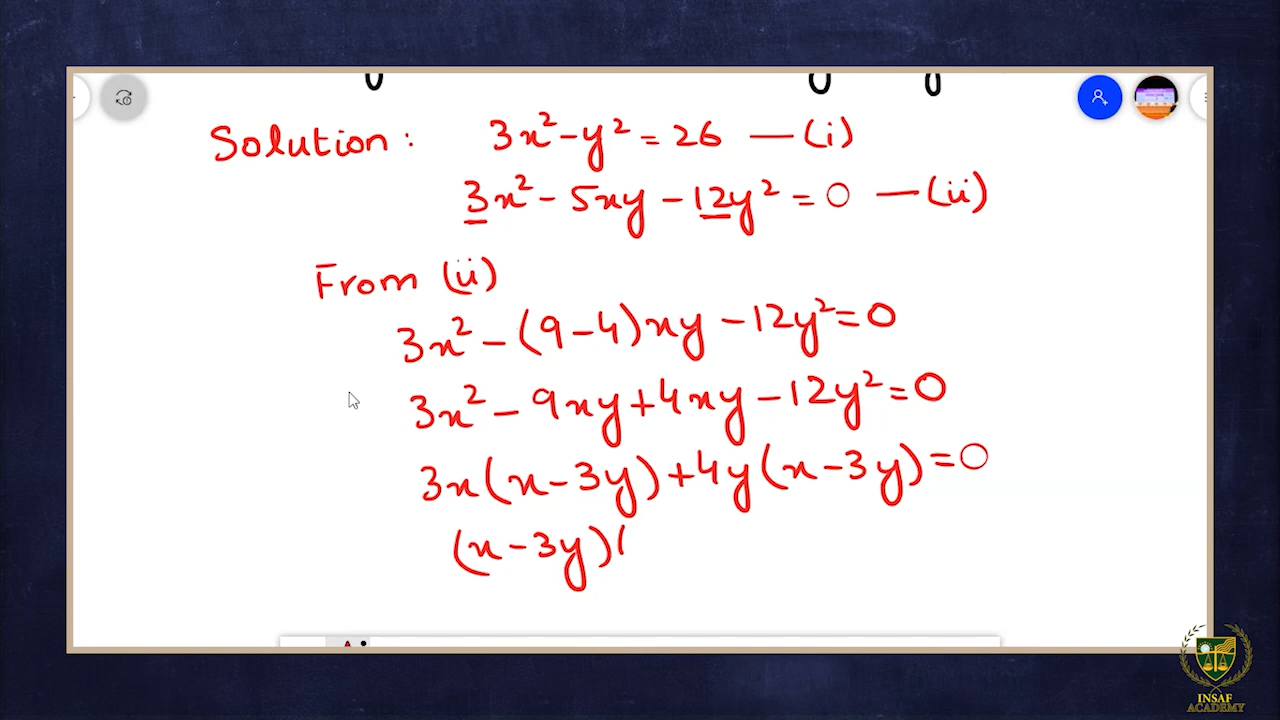 Solution : 3x² - y² = 26 — (i)
3x² - 5xy - 12y² = 0 — (ii)
From (ii)
3x² - (9 - 4)xy - 12y² = 0
3x² - 9xy + 4xy - 12y² = 0
3x(x - 3y) + 4y(x - 3y) = 0
(x - 3y)(
INSAF
ACADEMY